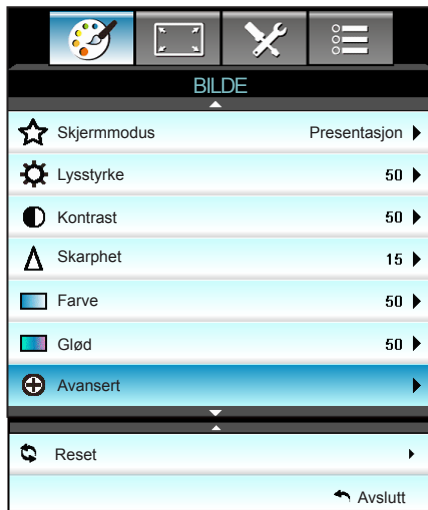 BILDE
Skjermmodus Presentasjon
Lysstyrke 50
Kontrast 50
Skarphet 15
Farve 50
Glød 50
Avansert
Reset
Avslutt